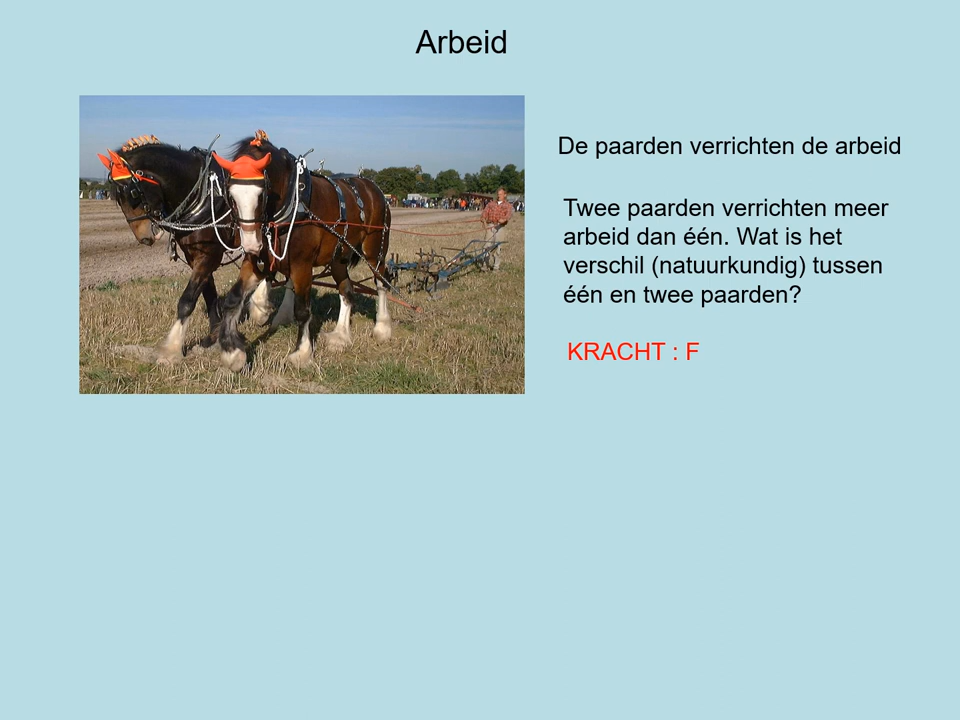 Arbeid
De paarden verrichten de arbeid
Twee paarden verrichten meer
arbeid dan één. Wat is het
verschil (natuurkundig) tussen
één en twee paarden?
KRACHT : F